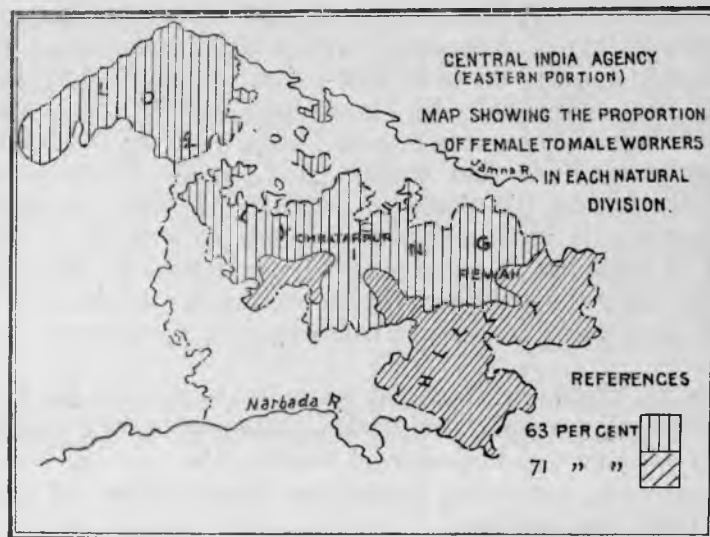 CENTRAL INDIA AGENCY
(EASTERN PORTION)
MAP SHOWING THE PROPORTION
OF FEMALE TO MALE WORKERS
Jamna R.
IN EACH NATURAL
DIVISION.
L O W
L Y I N G
CHHATARPUR
REWAH
H I L L Y
Narbada R.
REFERENCES
63 PER CENT
71 " "